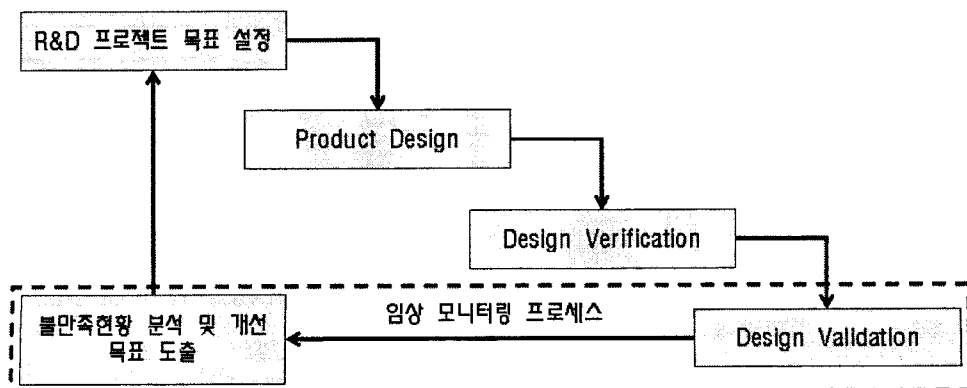 R&D 프로젝트 목표 설정
Product Design
Design Verification
불만족현황 분석 및 개선
목표 도출
임상 모니터링 프로세스
Design Validation